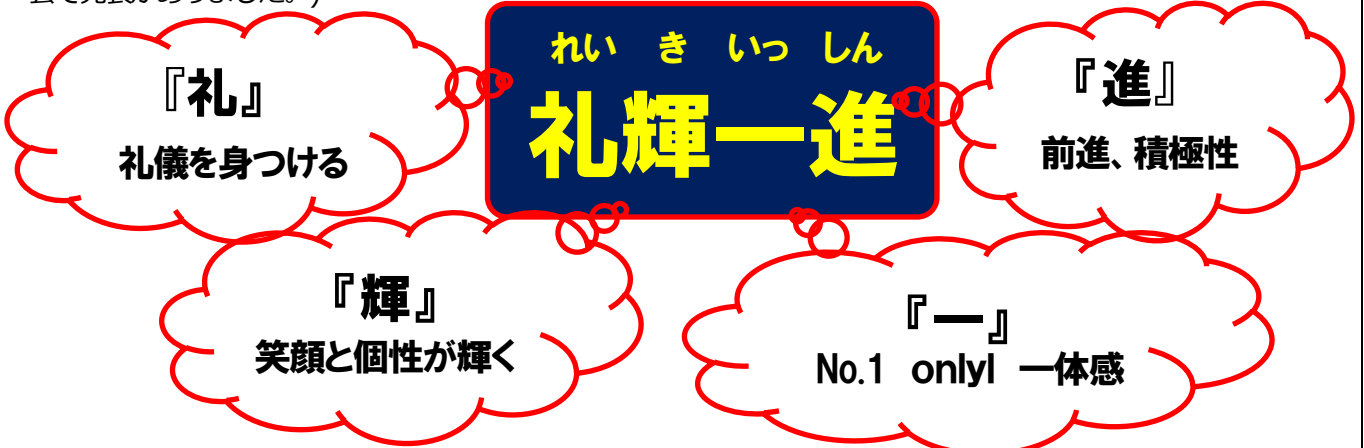 れい き いっ しん
礼輝一進
『礼』
礼儀を身つける
『進』
前進、積極性
『輝』
笑顔と個性が輝く
『一』
No.1 onlyl 一体感